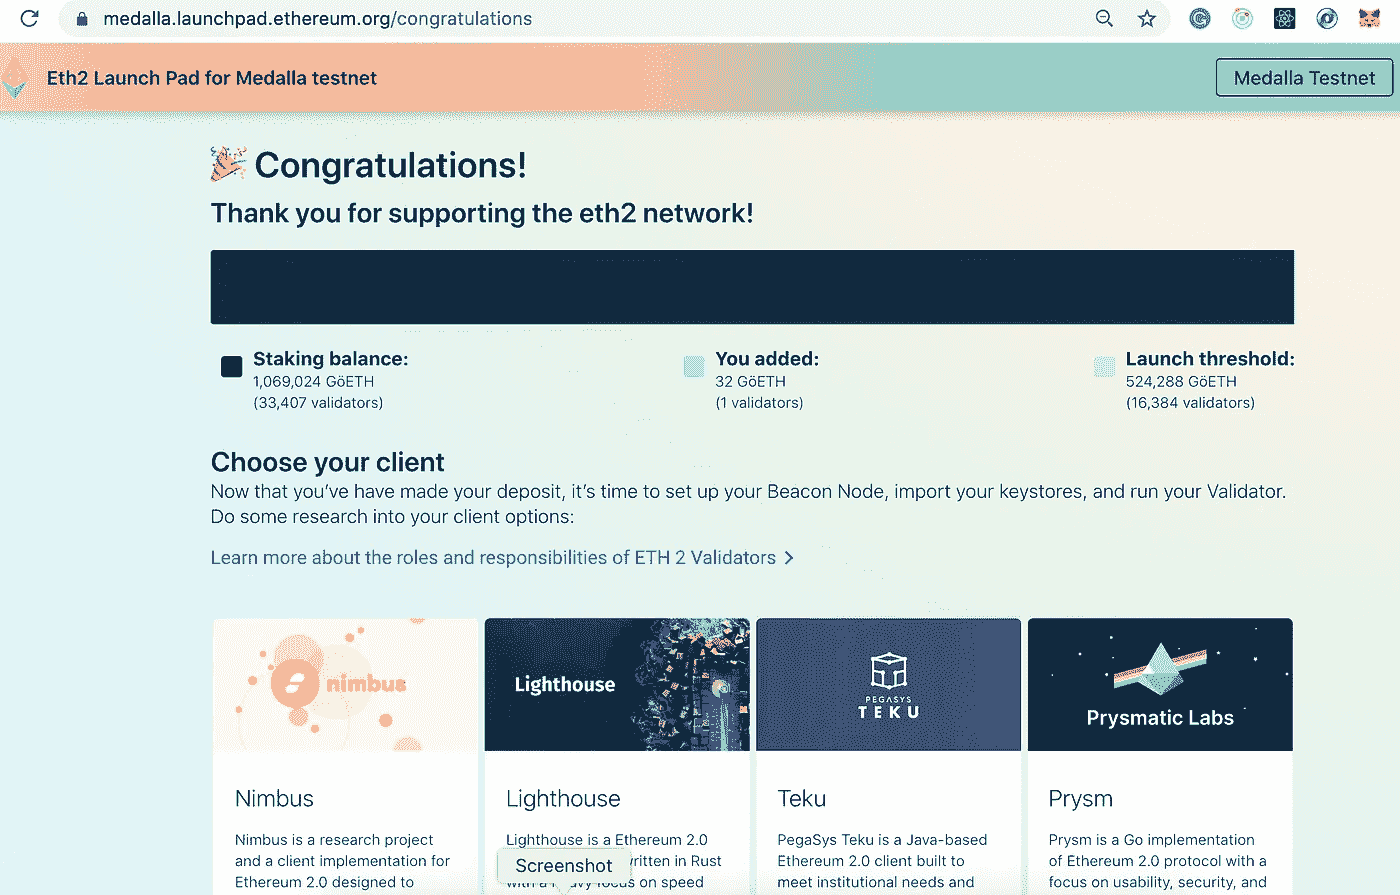 medalla.launchpad.ethereum.org/congratulations
Eth2 Launch Pad for Medalla testnet
Medalla Testnet
Congratulations!
Thank you for supporting the eth2 network!
Staking balance:
1,069,024 GöETH
(33,407 validators)
You added:
32 GöETH
(1 validators)
Launch threshold:
524,288 GöETH
(16,384 validators)
Choose your client
Now that you've have made your deposit, it's time to set up your Beacon Node, import your keystores, and run your Validator.
Do some research into your client options:
Learn more about the roles and responsibilities of ETH 2 Validators
nimbus
Lighthouse
PEGASYS
TEKU
Prysmatic Labs
Nimbus
Nimbus is a research project
and a client implementation for
Ethereum 2.0 designed to
Lighthouse
Lighthouse is a Ethereum 2.0
written in Rust
with a heavy focus on speed
Screenshot
Teku
PegaSys Teku is a Java-based
Ethereum 2.0 client built to
meet institutional needs and
Prysm
Prysm is a Go implementation
of Ethereum 2.0 protocol with a
focus on usability, security, and